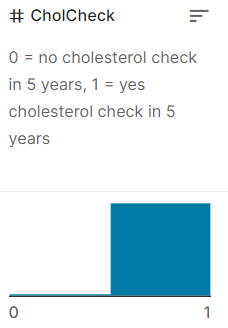 # CholCheck
0 = no cholesterol check
in 5 years, 1 = yes
cholesterol check in 5
years
0 1